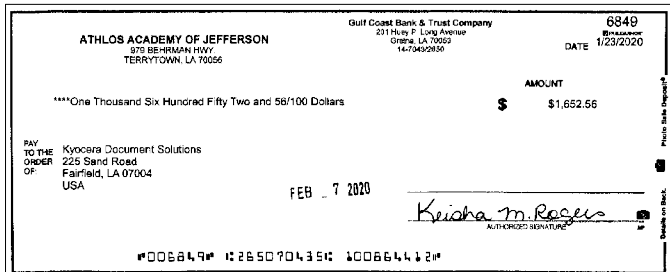 ATHLOS ACADEMY OF JEFFERSON
979 BEHRMAN HWY.
TERRYTOWN, LA 70056
Gulf Coast Bank & Trust Company
201 Huey P. Long Avenue
Gretna, LA 70053
14-7043/2650
6849
DATE 1/23/2020
AMOUNT
****One Thousand Six Hundred Fifty Two and 56/100 Dollars
$ $1,652.56
PAY
TO THE
ORDER
OF:
Kyocera Document Solutions
225 Sand Road
Fairfield, LA 07004
USA
FEB - 7 2020
Keisha M. Rogers
AUTHORIZED SIGNATURE
MP
⑈006849⑈ ⑆265070435⑆ 100864412⑈
Photo Safe Deposit®
Details on Back.